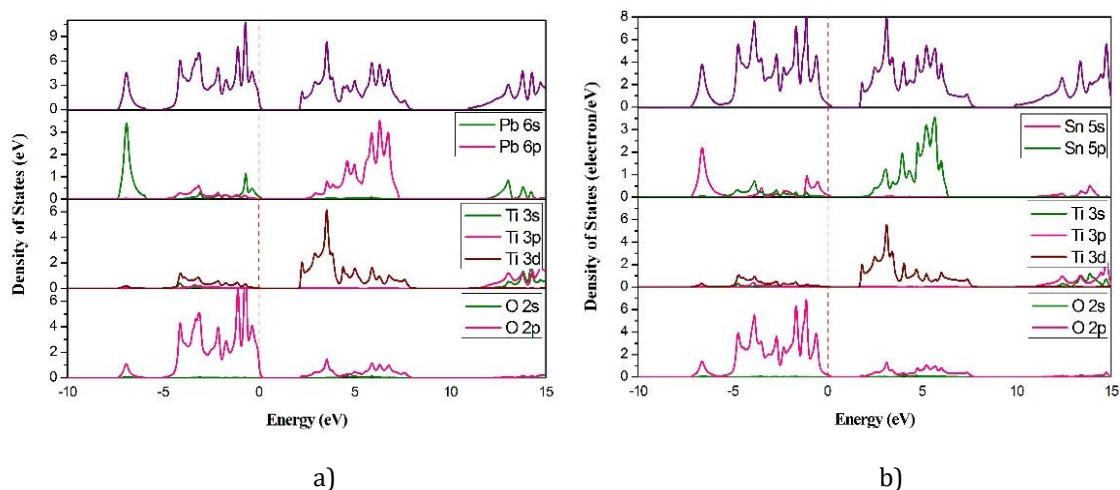 Density of States (eV)
9
6
3
0
3
2
1
0
6
4
2
0
6
4
2
0
Pb 6s
Pb 6p
Ti 3s
Ti 3p
Ti 3d
O 2s
O 2p
-10 -5 0 5 10 15
Energy (eV)
a)
Density of States (electron/eV)
8
6
4
2
0
3
2
1
0
6
4
2
0
6
4
2
0
Sn 5s
Sn 5p
Ti 3s
Ti 3p
Ti 3d
O 2s
O 2p
-10 -5 0 5 10 15
Energy (eV)
b)